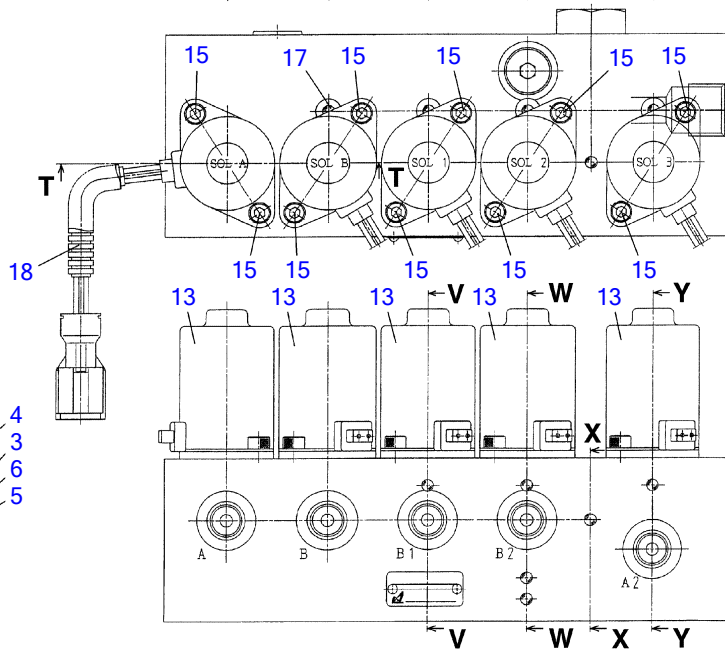 15 17 15 15 15 15
SOL A SOL B SOL 1 SOL 2 SOL 3
T T
18 15 15 15 15 15
13 13 13 V 13 W 13 Y
4
3 X
6
5
A B B1 B2 A2
V W X Y